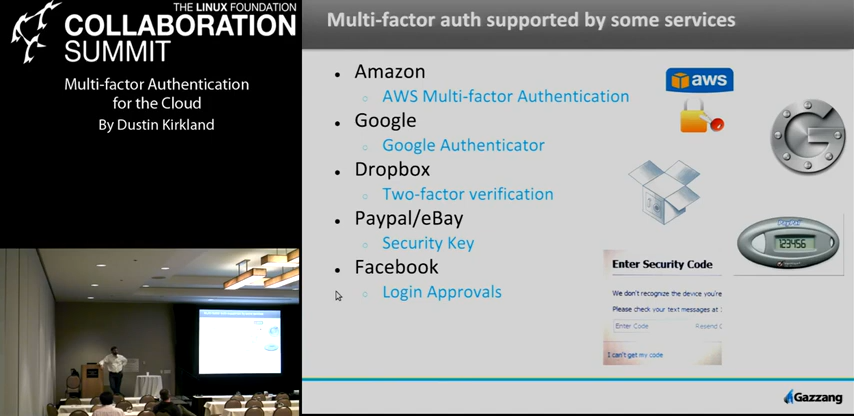 THE LINUX FOUNDATION
COLLABORATION
SUMMIT
Multi-factor Authentication
for the Cloud
By Dustin Kirkland
Multi-factor auth supported by some services
Amazon
AWS Multi-factor Authentication
Google
Google Authenticator
Dropbox
Two-factor verification
Paypal/eBay
Security Key
Facebook
Login Approvals
aws
G
123456
Enter Security Code
We don't recognize the device you're
Please check your text messages at
Enter Code
Resend C
I can't get my code
Gazzang